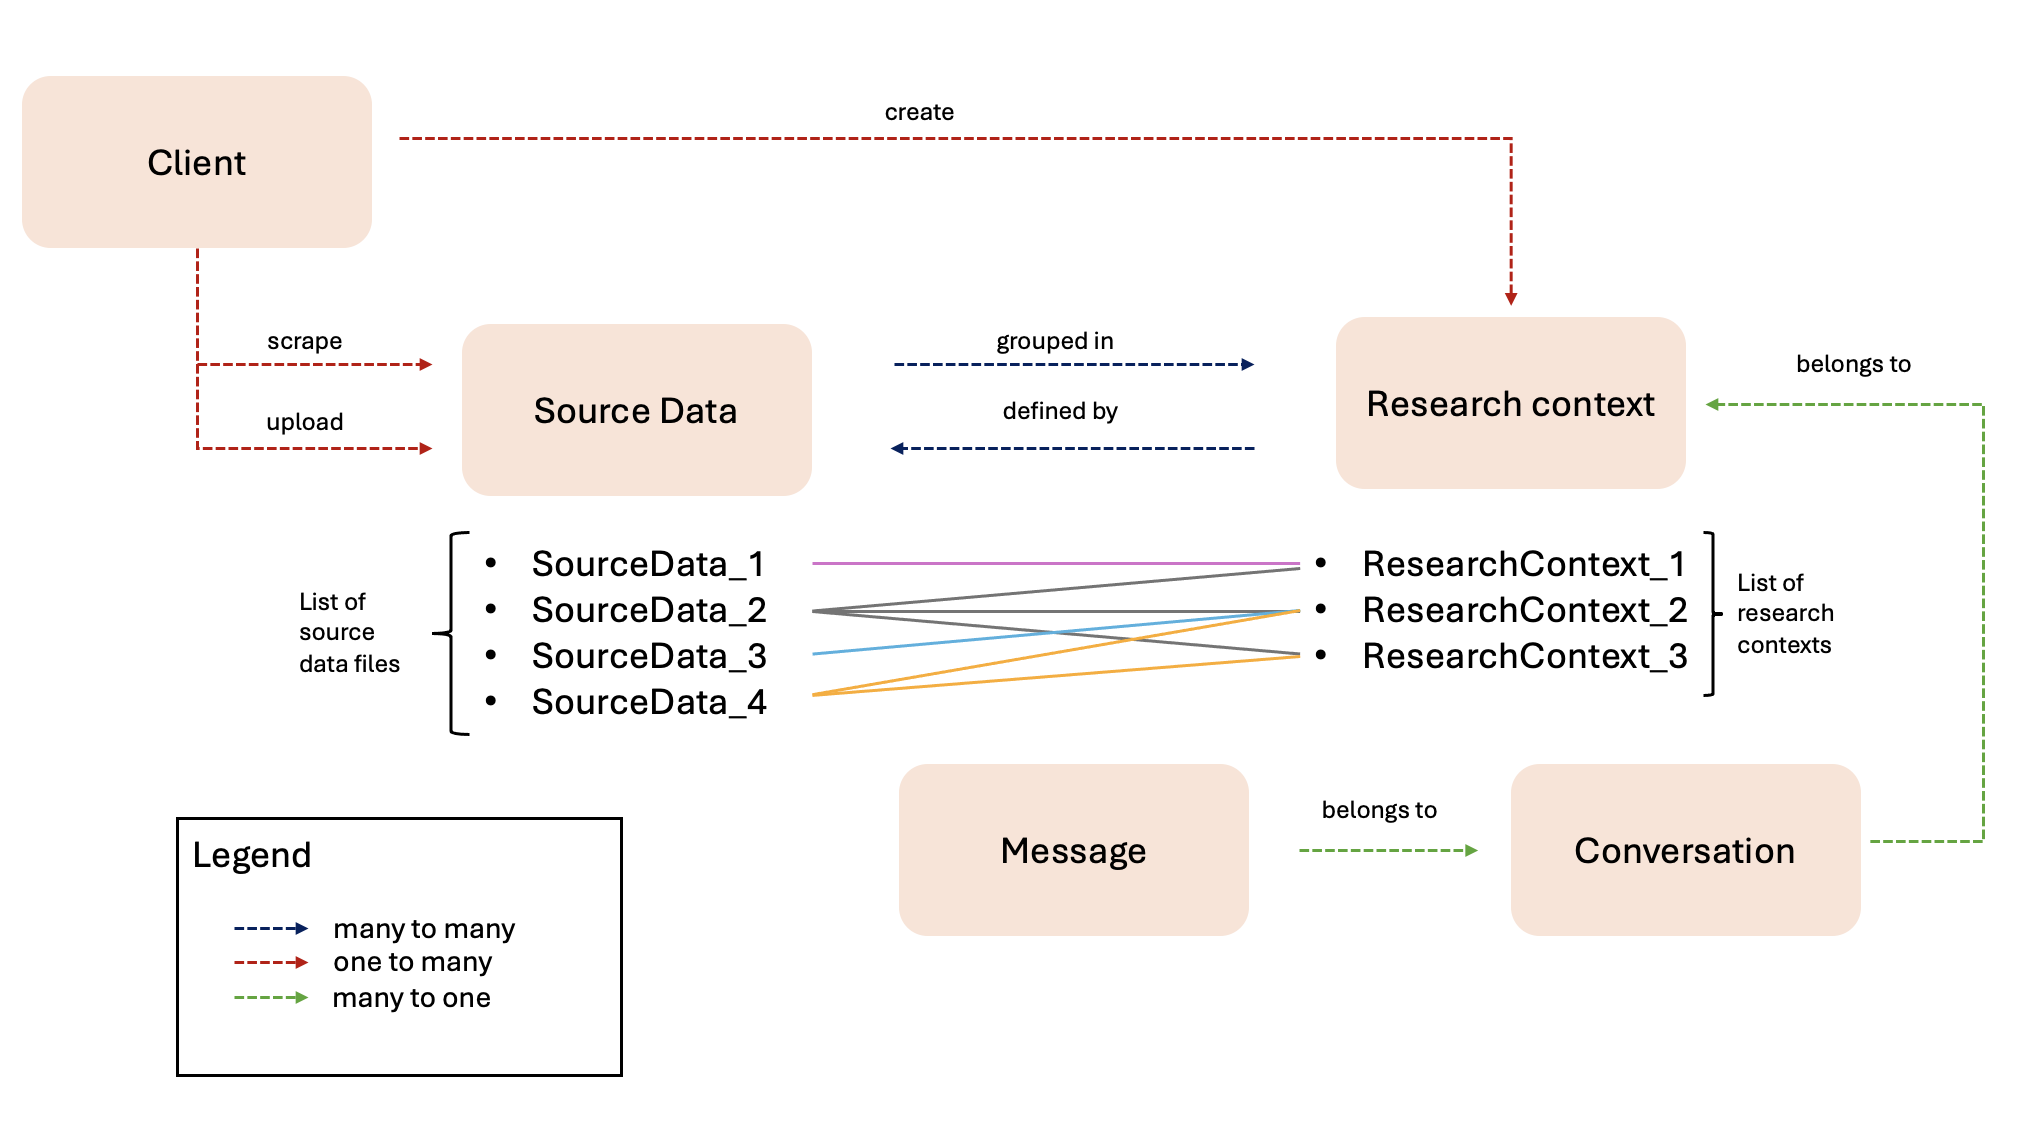 create
Client
scrape
grouped in
belongs to
Research context
defined by
Source Data
upload
• SourceData_1
• ResearchContext_1
List of
source
data files
• SourceData_2
• ResearchContext_2
List of
research
contexts
• SourceData_3
• ResearchContext_3
• SourceData_4
belongs to
Message
Conversation
Legend
many to many
one to many
many to one